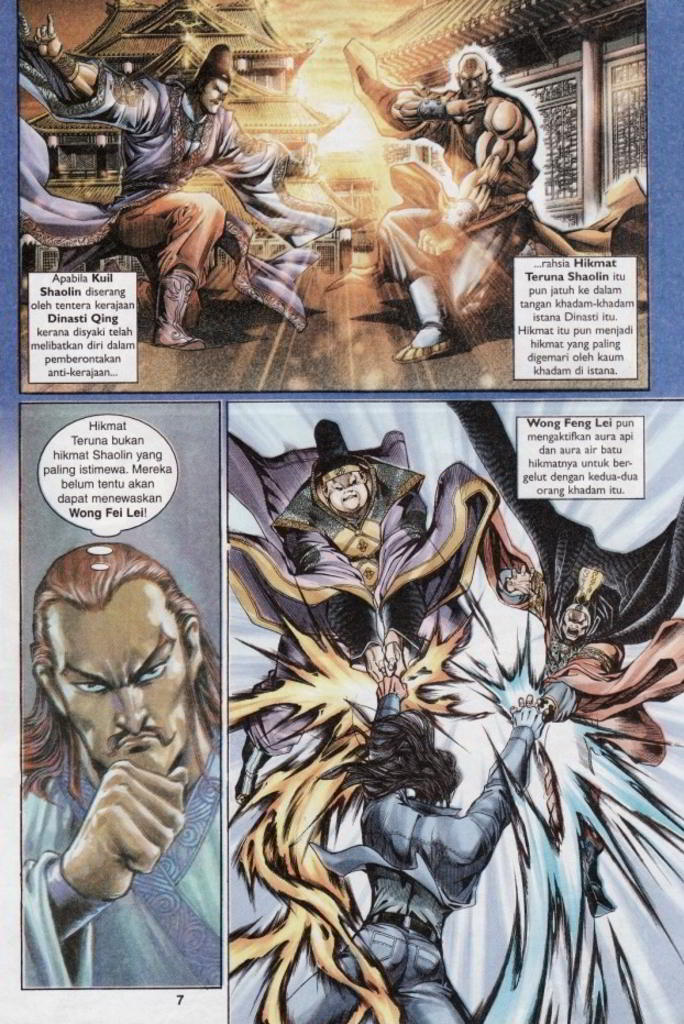 Apabila Kuil
Shaolin diserang
oleh tentera kerajaan
Dinasti Qing
kerana disyaki telah
melibatkan diri dalam
pemberontakan
anti-kerajaan...
...rahsia Hikmat
Teruna Shaolin itu
pun jatuh ke dalam
tangan khadam-khadam
istana Dinasti itu.
Hikmat itu pun menjadi
hikmat yang paling
digemari oleh kaum
khadam di istana.
Hikmat
Teruna bukan
hikmat Shaolin yang
paling istimewa. Mereka
belum tentu akan
dapat menewaskan
Wong Fei Lei!
Wong Feng Lei pun
mengaktifkan aura api
dan aura air batu
hikmatnya untuk ber-
gelut dengan kedua-dua
orang khadam itu.
7